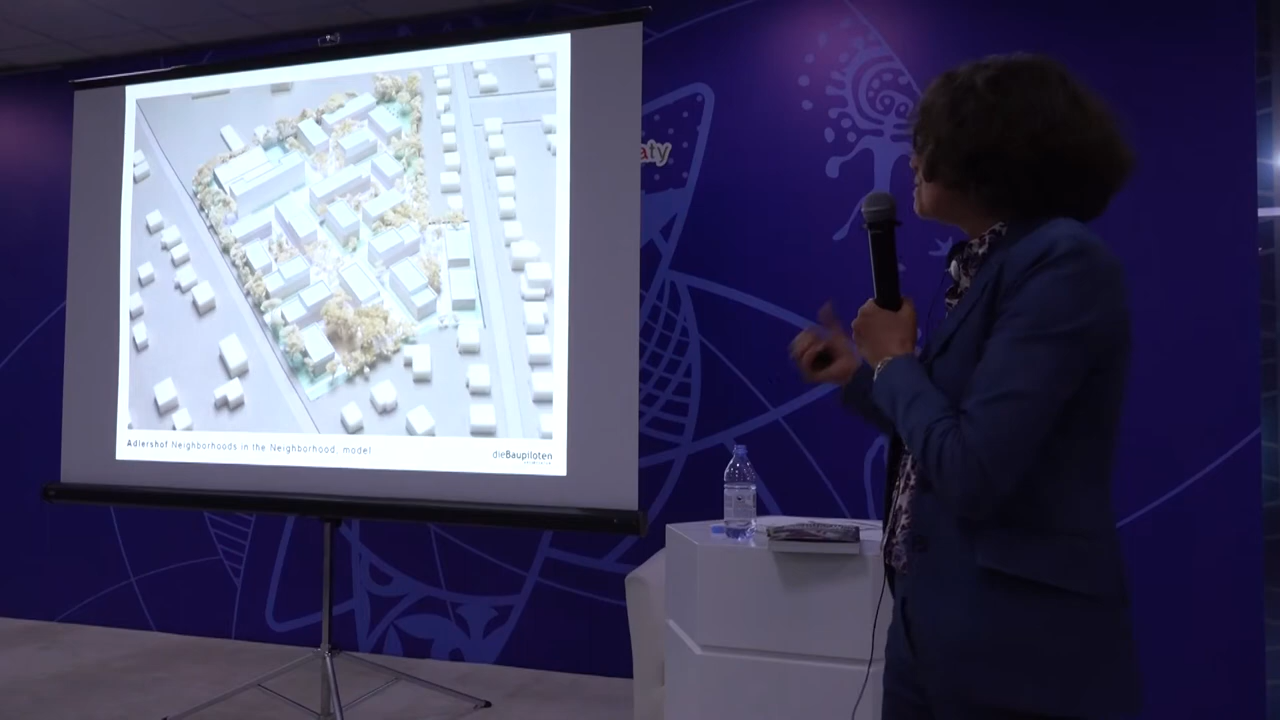 aty
Adlershof Neighborhoods in the Neighborhood, model
dieBaupiloten